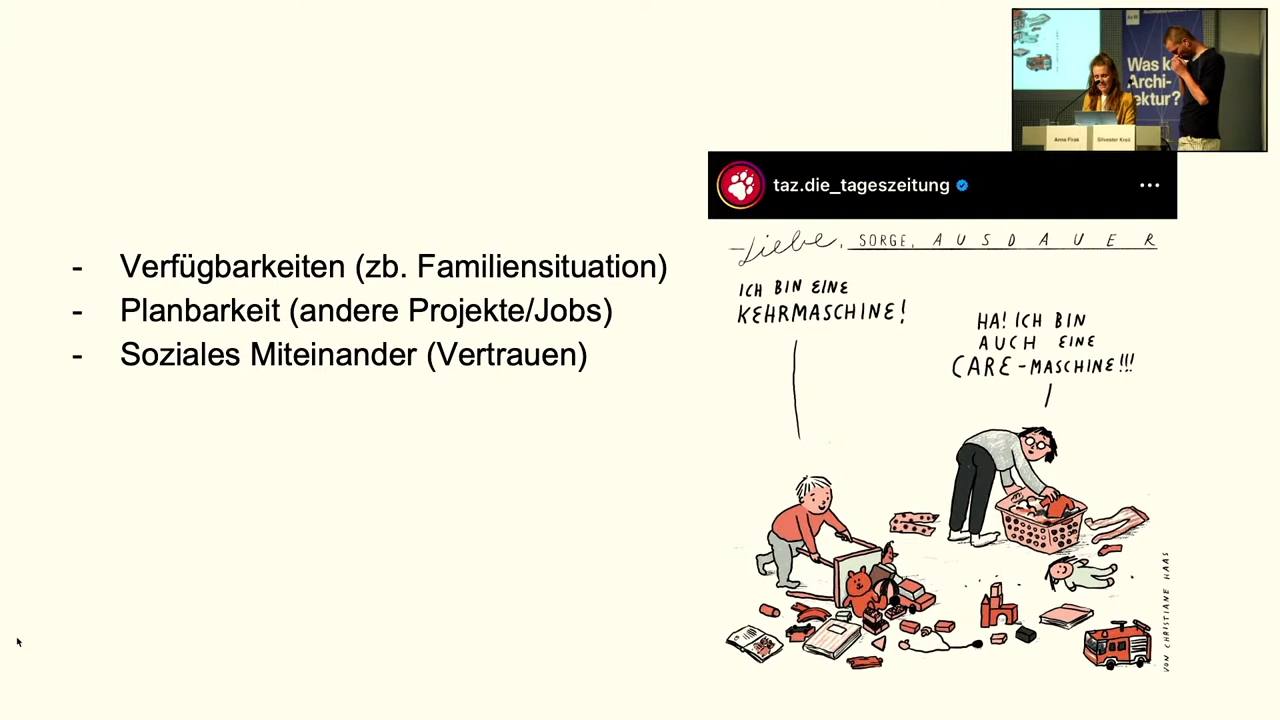 - Verfügbarkeiten (zb. Familiensituation)
- Planbarkeit (andere Projekte/Jobs)
- Soziales Miteinander (Vertrauen)
Was k
Archi-
ektur?
Anna Firak
Silvester Kreil
taz.die_tageszeitung
Liebe, SORGE, AUSDAUER
ICH BIN EINE
KEHRMASCHINE!
HA! ICH BIN
AUCH EINE
CARE-MASCHINE!!!
VON CHRISTIANE HAAS